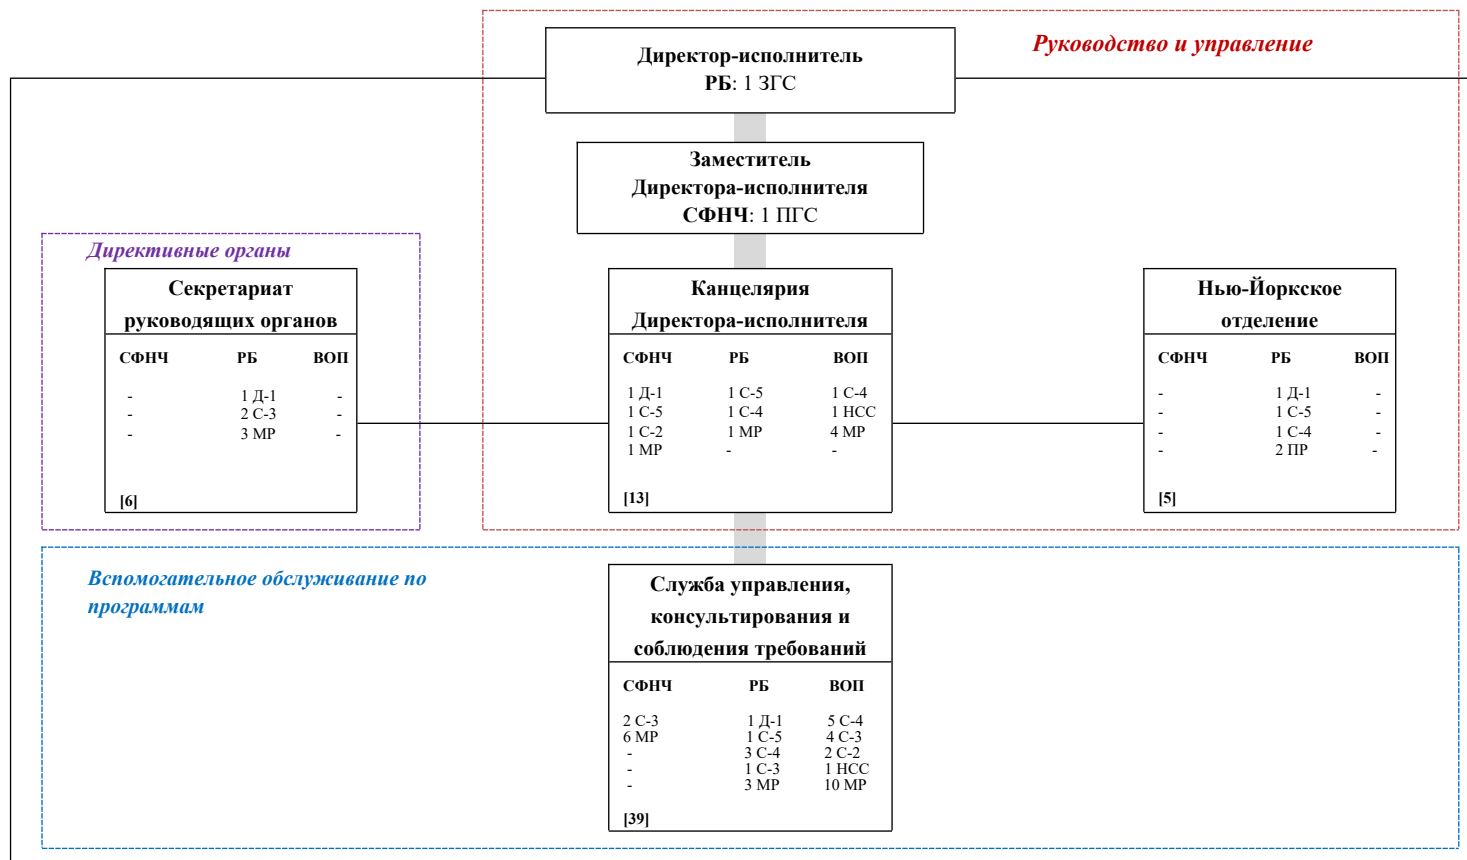 Руководство и управление
Директор-исполнитель
РБ: 1 ЗГС
Заместитель
Директора-исполнителя
СФНЧ: 1 ПГС
Директивные органы
Секретариат
руководящих органов
СФНЧ РБ ВОП
- 1 Д-1 -
- 2 С-3 -
- 3 МР -
[6]
Канцелярия
Директора-исполнителя
СФНЧ РБ ВОП
1 Д-1 1 С-5 1 С-4
1 С-5 1 С-4 1 НСС
1 С-2 1 МР 4 МР
1 МР - -
[13]
Нью-Йоркское
отделение
СФНЧ РБ ВОП
- 1 Д-1 -
- 1 С-5 -
- 1 С-4 -
- 2 ПР -
[5]
Вспомогательное обслуживание по
программам
Служба управления,
консультирования и
соблюдения требований
СФНЧ РБ ВОП
2 С-3 1 Д-1 5 С-4
6 МР 1 С-5 4 С-3
- 3 С-4 2 С-2
- 1 С-3 1 НСС
- 3 МР 10 МР
[39]